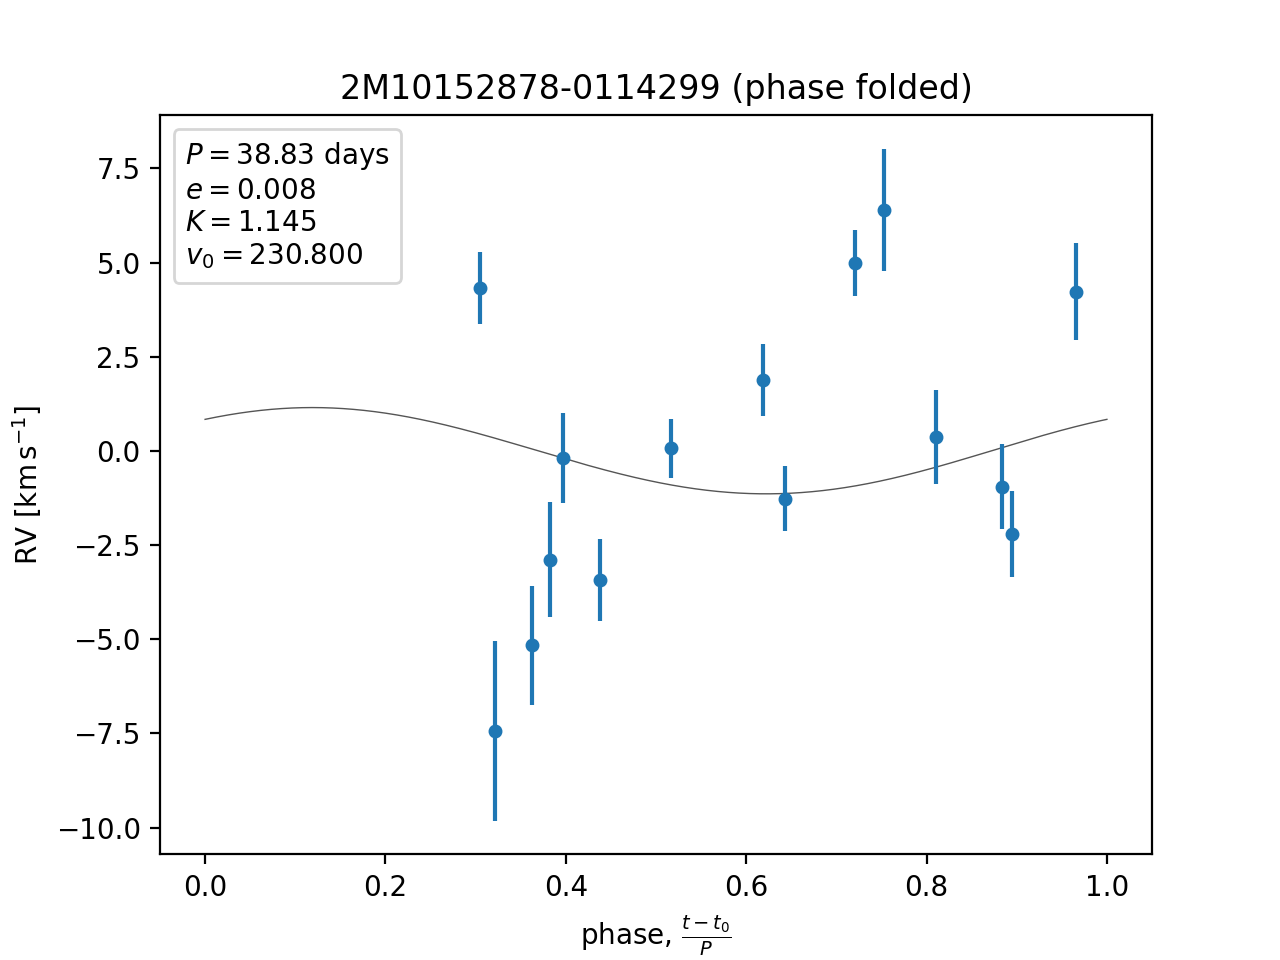 2M10152878-0114299 (phase folded)
P = 38.83 days
e = 0.008
K = 1.145
v₀ = 230.800
7.5
5.0
2.5
0.0
−2.5
−5.0
−7.5
−10.0
RV [km s⁻¹]
0.0 0.2 0.4 0.6 0.8 1.0
phase, (t − t₀)/P